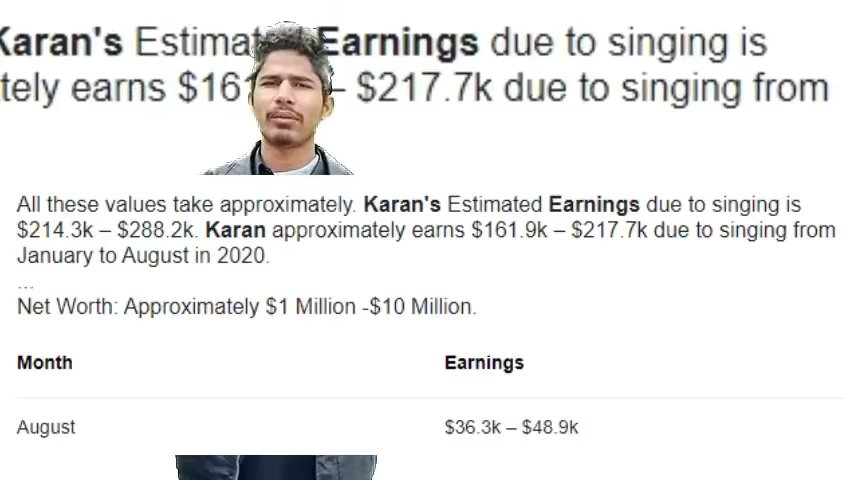 Karan's Estimat Earnings due to singing is
tely earns $161 – $217.7k due to singing from
All these values take approximately. Karan's Estimated Earnings due to singing is
$214.3k – $288.2k. Karan approximately earns $161.9k – $217.7k due to singing from
January to August in 2020.
...
Net Worth: Approximately $1 Million -$10 Million.
Month Earnings
August $36.3k – $48.9k